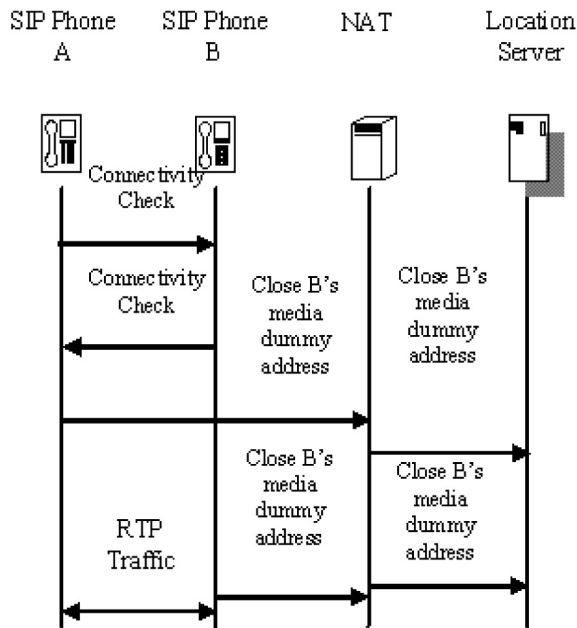 SIP Phone
A
SIP Phone
B
NAT
Location
Server
Connectivity
Check
Connectivity
Check
Close B's
media
dummy
address
Close B's
media
dummy
address
Close B's
media
dummy
address
Close B's
media
dummy
address
RTP
Traffic